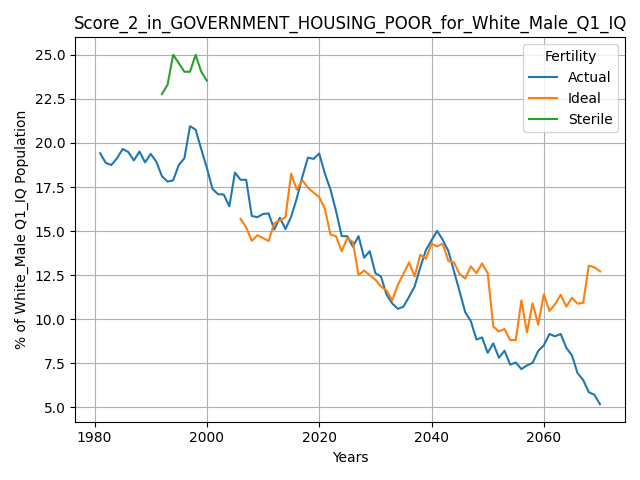 Score_2_in_GOVERNMENT_HOUSING_POOR_for_White_Male_Q1_IQ
Fertility
Actual
Ideal
Sterile
% of White_Male Q1_IQ Population
25.0
22.5
20.0
17.5
15.0
12.5
10.0
7.5
5.0
1980
2000
2020
2040
2060
Years